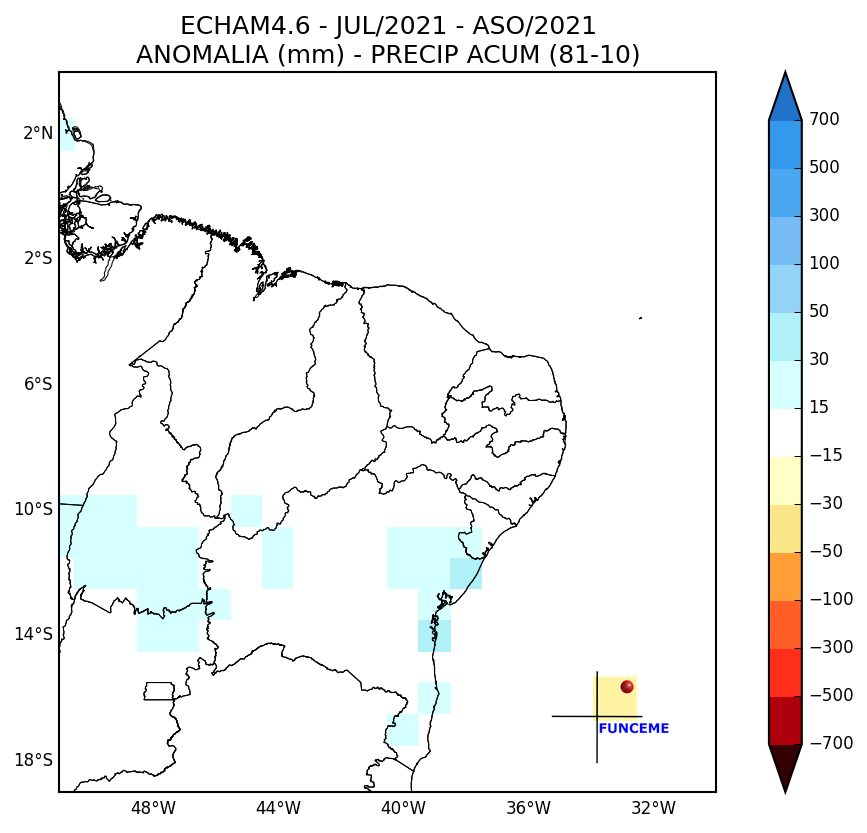 ECHAM4.6 - JUL/2021 - ASO/2021
ANOMALIA (mm) - PRECIP ACUM (81-10)
2°N
2°S
6°S
10°S
14°S
18°S
48°W
44°W
40°W
36°W
32°W
FUNCEME
700
500
300
100
50
30
15
−15
−30
−50
−100
−300
−500
−700